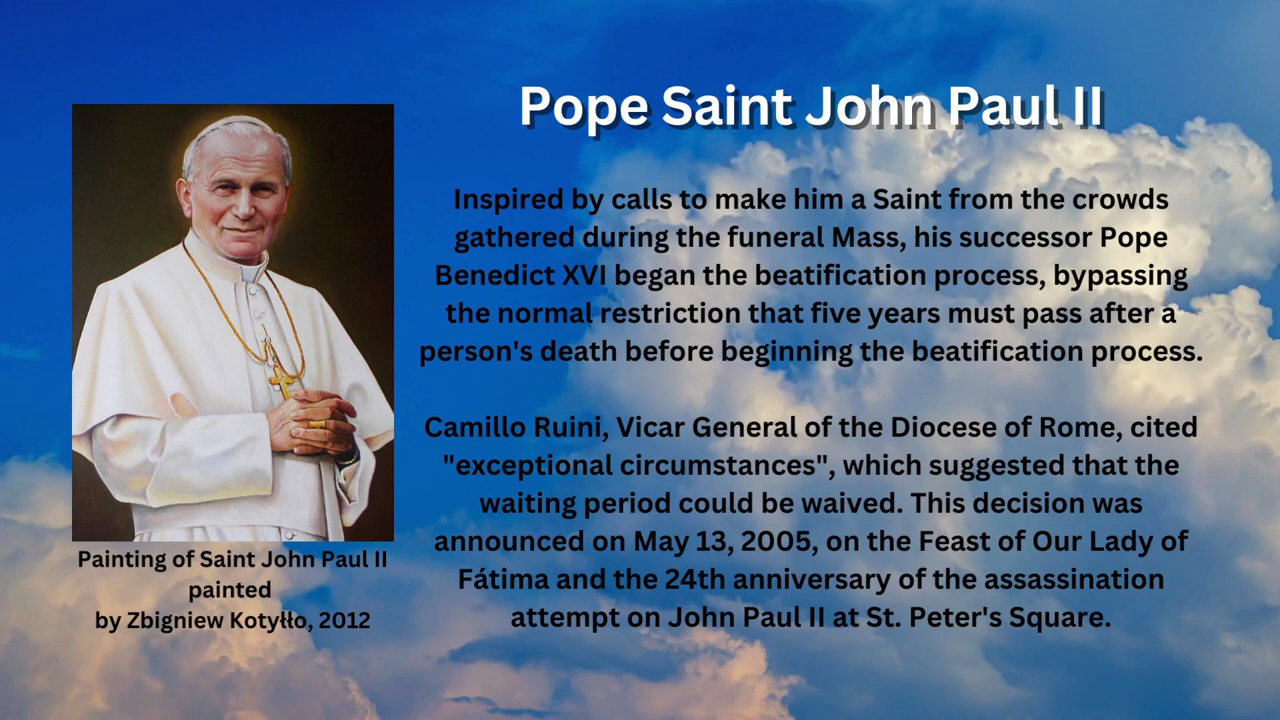 Pope Saint John Paul II
Inspired by calls to make him a Saint from the crowds
gathered during the funeral Mass, his successor Pope
Benedict XVI began the beatification process, bypassing
the normal restriction that five years must pass after a
person's death before beginning the beatification process.
Camillo Ruini, Vicar General of the Diocese of Rome, cited
"exceptional circumstances", which suggested that the
waiting period could be waived. This decision was
announced on May 13, 2005, on the Feast of Our Lady of
Fátima and the 24th anniversary of the assassination
attempt on John Paul II at St. Peter's Square.
Painting of Saint John Paul II
painted
by Zbigniew Kotyłło, 2012